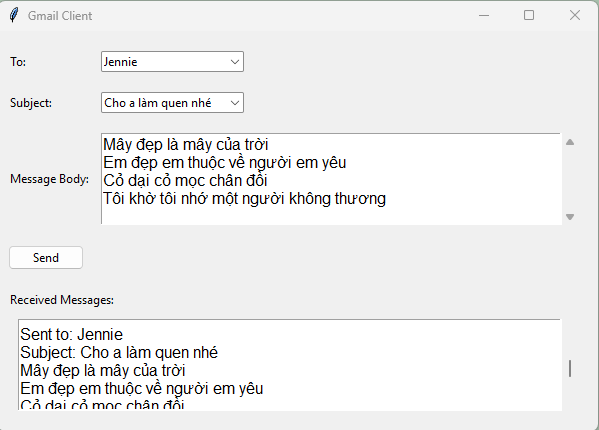 Gmail Client
To:
Jennie
Subject:
Cho a làm quen nhé
Message Body:
Mây đẹp là mây của trời
Em đẹp em thuộc về người em yêu
Cỏ dại cỏ mọc chân đồi
Tôi khờ tôi nhớ một người không thương
Send
Received Messages:
Sent to: Jennie
Subject: Cho a làm quen nhé
Mây đẹp là mây của trời
Em đẹp em thuộc về người em yêu
Cỏ dại cỏ mọc chân đồi